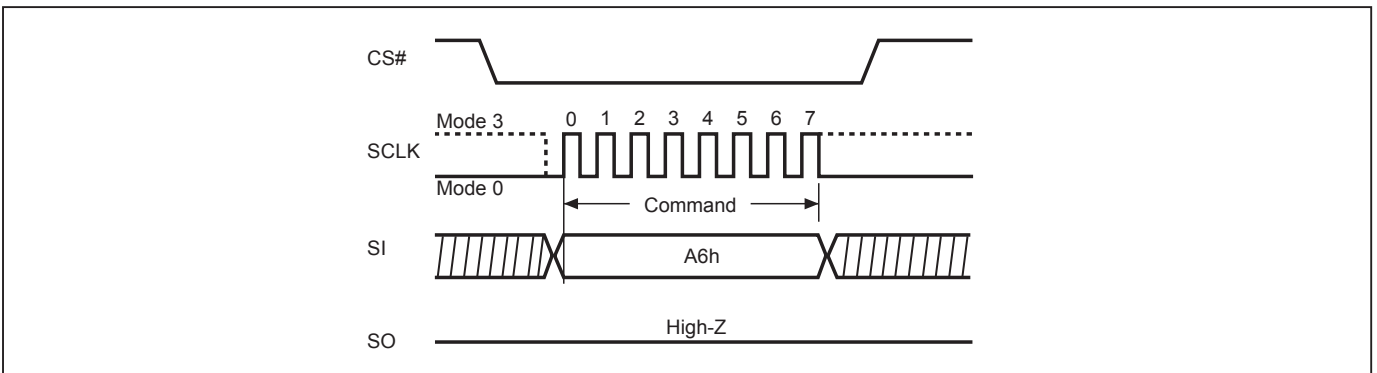 CS#
Mode 3
0 1 2 3 4 5 6 7
SCLK
Mode 0
Command
SI
A6h
High-Z
SO